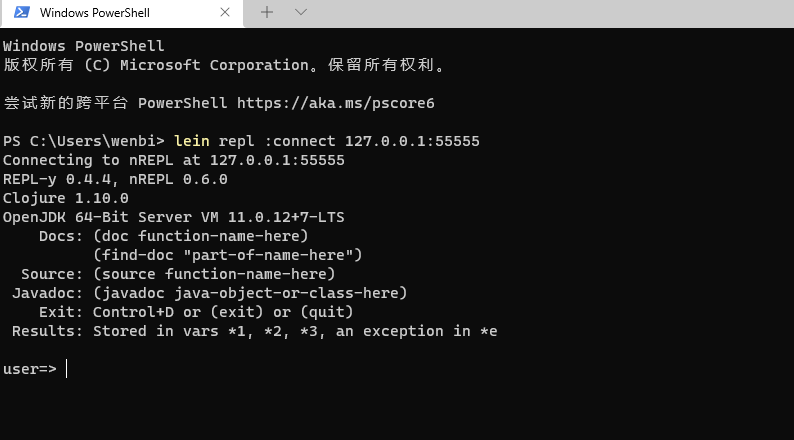 Windows PowerShell
Windows PowerShell
版权所有 (C) Microsoft Corporation。保留所有权利。
尝试新的跨平台 PowerShell https://aka.ms/pscore6
PS C:\Users\wenbi> lein repl :connect 127.0.0.1:55555
Connecting to nREPL at 127.0.0.1:55555
REPL-y 0.4.4, nREPL 0.6.0
Clojure 1.10.0
OpenJDK 64-Bit Server VM 11.0.12+7-LTS
    Docs: (doc function-name-here)
          (find-doc "part-of-name-here")
  Source: (source function-name-here)
 Javadoc: (javadoc java-object-or-class-here)
    Exit: Control+D or (exit) or (quit)
 Results: Stored in vars *1, *2, *3, an exception in *e
user=>